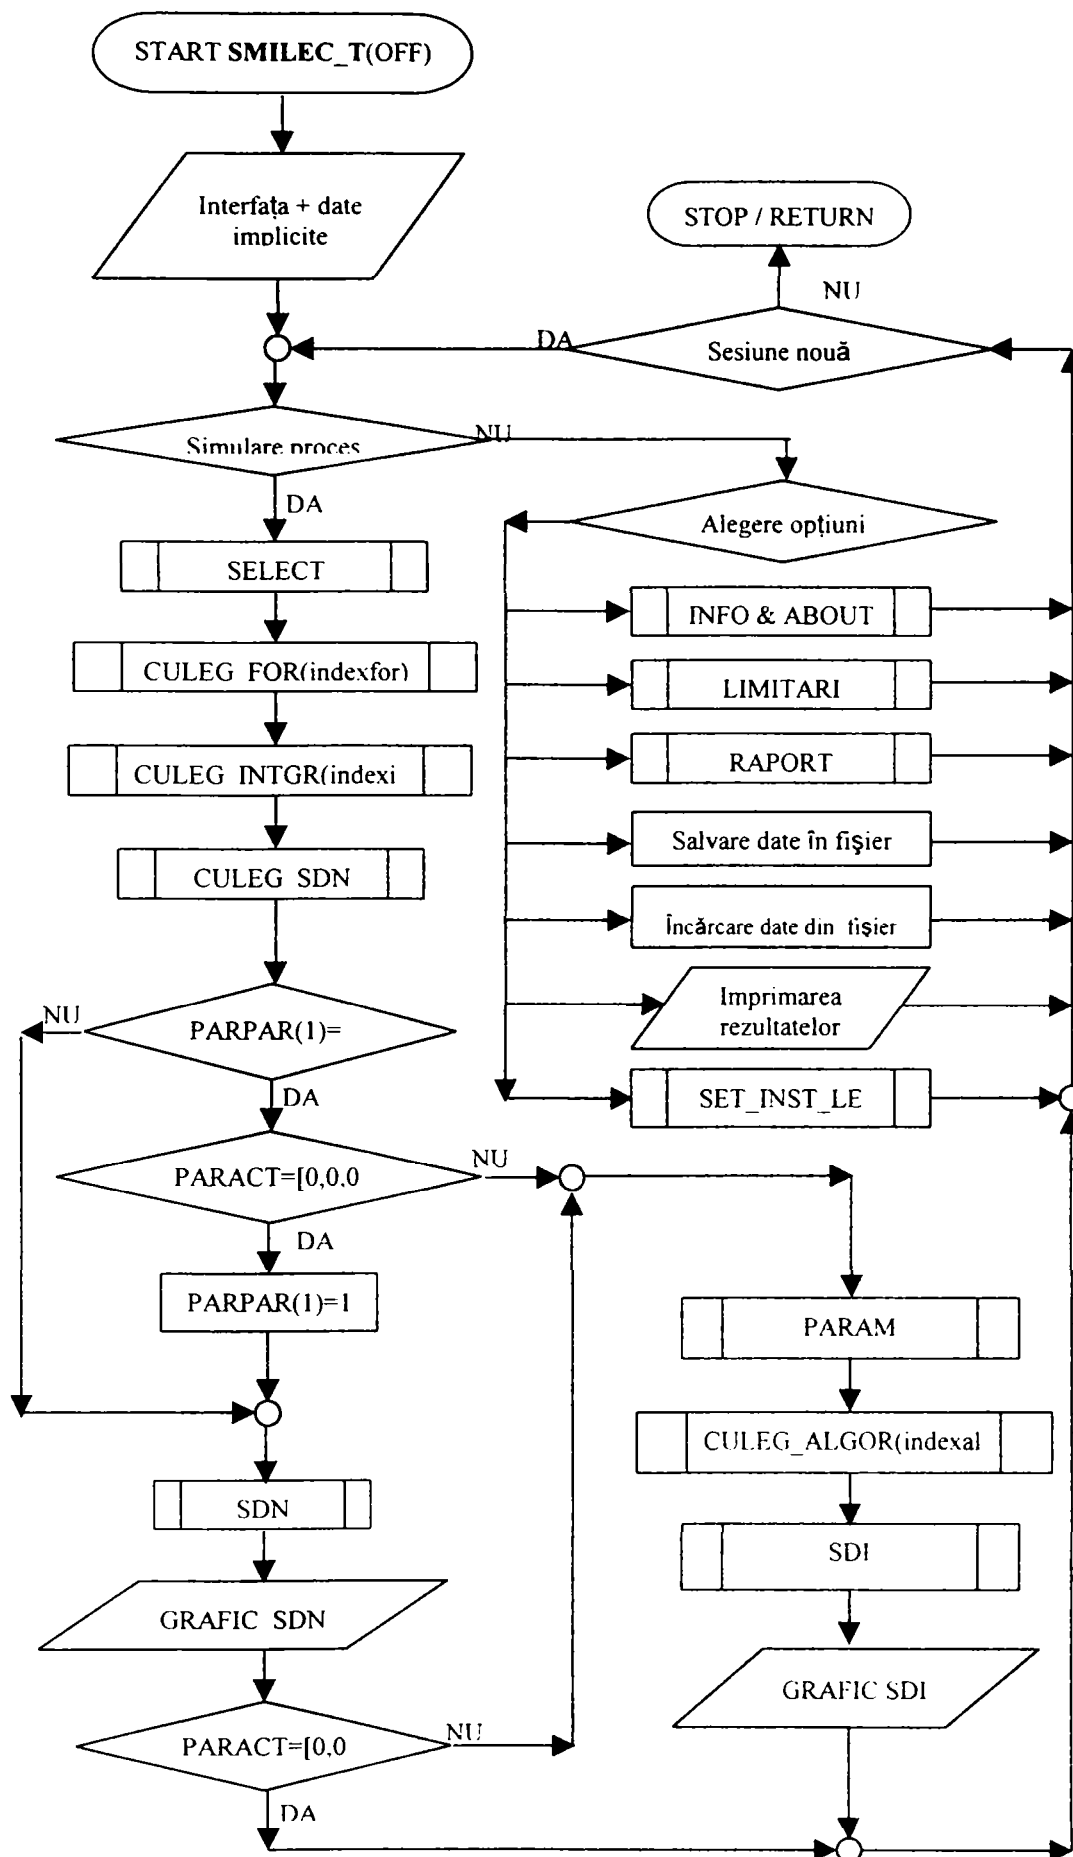 START SMILEC_T(OFF)
Interfața + date
implicite
STOP / RETURN
NU
DA
Sesiune nouă
Simulare proces
NU
DA
Alegere opțiuni
SELECT
INFO & ABOUT
CULEG FOR(indexfor)
LIMITARI
CULEG INTGR(indexi
RAPORT
Salvare date în fișier
CULEG SDN
Încărcare date din fișier
Imprimarea
rezultatelor
NU
PARPAR(1)=
DA
SET_INST_LE
PARACT=[0,0,0
NU
DA
PARPAR(1)=1
PARAM
CULEG_ALGOR(indexal
SDN
SDI
GRAFIC SDN
GRAFIC SDI
PARACT=[0,0
NU
DA